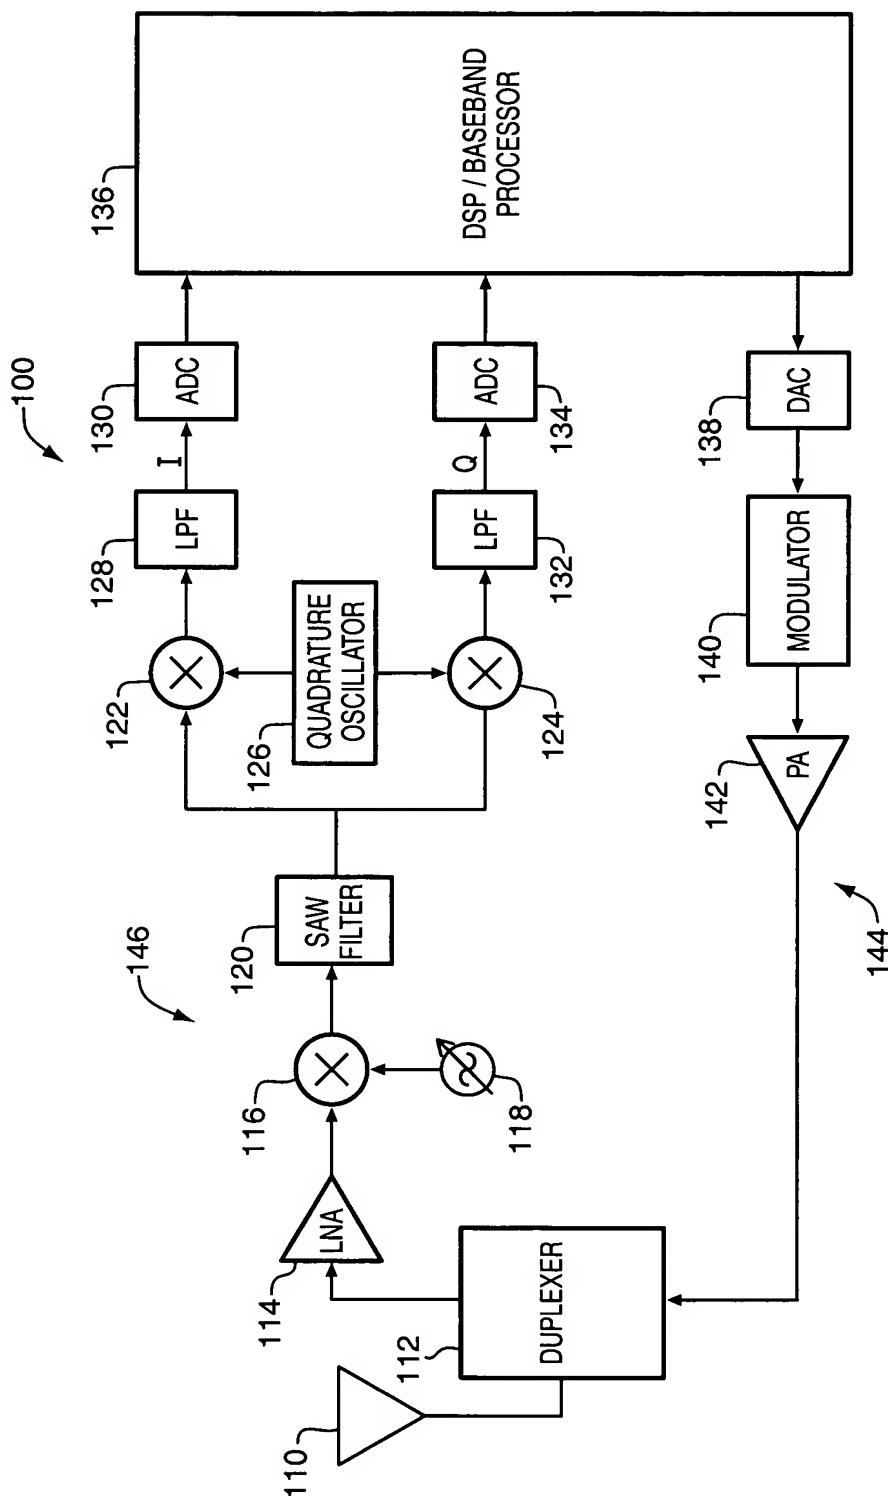 100
146
144
110
112
DUPLEXER
114
LNA
116
118
120
SAW
FILTER
122
126
QUADRATURE
OSCILLATOR
124
128
LPF
I
130
ADC
132
LPF
Q
134
ADC
136
DSP / BASEBAND
PROCESSOR
138
DAC
140
MODULATOR
142
PA